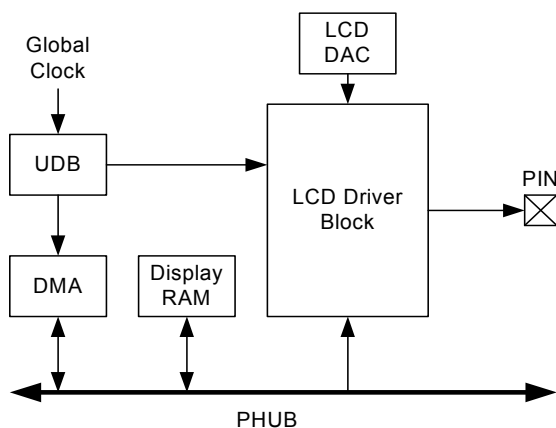 Global
Clock
LCD
DAC
UDB
LCD Driver
Block
PIN
DMA
Display
RAM
PHUB